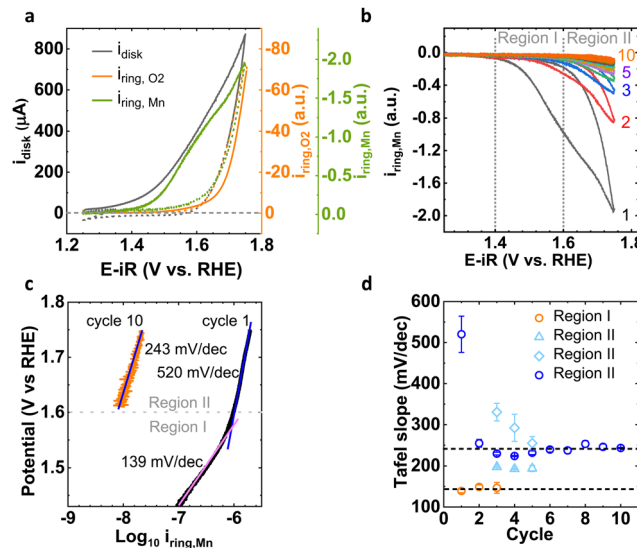 a
i_disk
i_ring, O2
i_ring, Mn
800
600
400
200
0
i_disk (µA)
-80
-60
-40
-20
0
i_ring,O2 (a.u.)
-2.0
-1.5
-1.0
-0.5
0.0
i_ring,Mn (a.u.)
1.2 1.4 1.6 1.8
E-iR (V vs. RHE)
b
Region I Region II
0.0
-0.4
-0.8
-1.2
-1.6
-2.0
i_ring,Mn (a.u.)
10
5
3
2
1
1.4 1.6 1.8
E-iR (V vs. RHE)
c
cycle 10 cycle 1
243 mV/dec
520 mV/dec
Region II
Region I
139 mV/dec
1.8
1.7
1.6
1.5
Potential (V vs RHE)
-9 -8 -7 -6
Log10 i_ring,Mn
d
Region I
Region II
Region II
Region II
600
500
400
300
200
100
Tafel slope (mV/dec)
0 2 4 6 8 10
Cycle